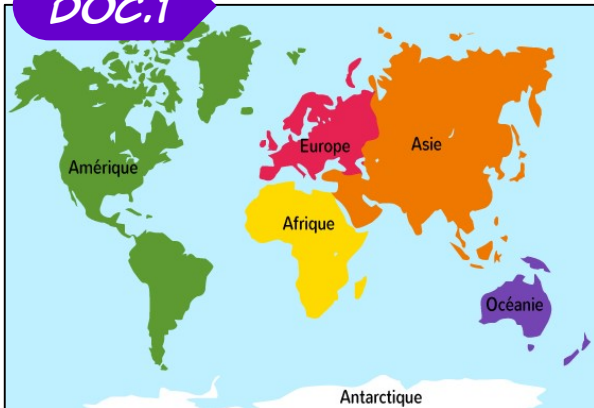 DOC.1
Europe
Asie
Amérique
Afrique
Océanie
Antarctique